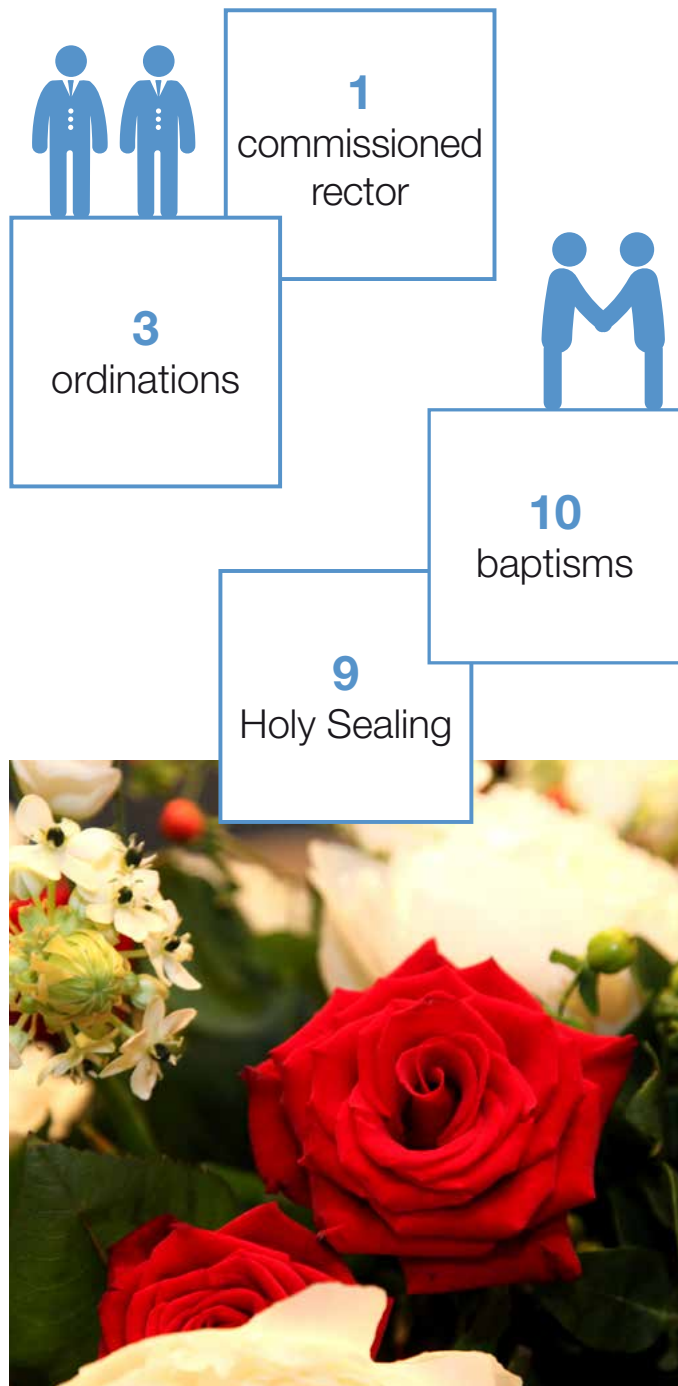 1
commissioned
rector
3
ordinations
10
baptisms
9
Holy Sealing